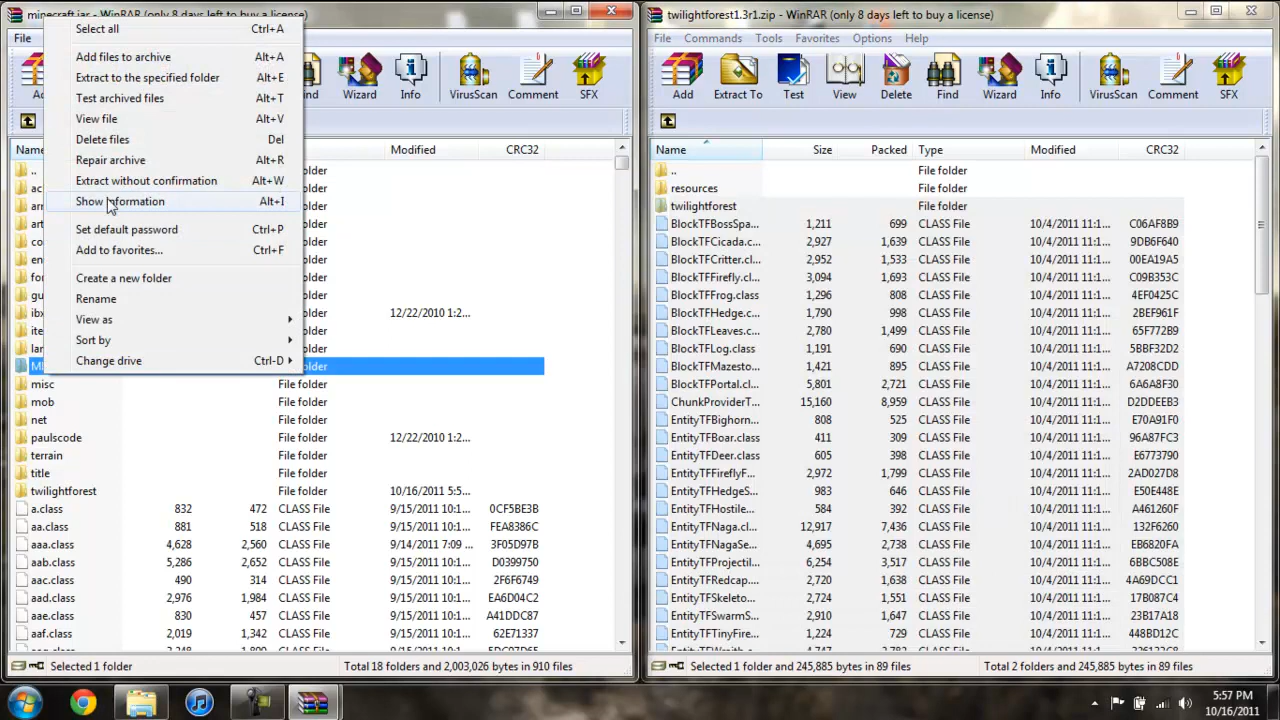 minecraft.jar - WinRAR (only 8 days left to buy a license)
File
Select all Ctrl+A
Add files to archive Alt+A
Extract to the specified folder Alt+E
Test archived files Alt+T
View file Alt+V
Delete files Del
Repair archive Alt+R
Extract without confirmation Alt+W
Show information Alt+I
Set default password Ctrl+P
Add to favorites... Ctrl+F
Create a new folder
Rename
View as
Sort by
Change drive Ctrl-D
Wizard Info VirusScan Comment SFX
Name Modified CRC32
..
12/22/2010 1:2...
misc File folder
mob File folder
net File folder
paulscode File folder 12/22/2010 1:2...
terrain File folder
title File folder
twilightforest File folder 10/16/2011 5:5...
a.class 832 472 CLASS File 9/15/2011 10:1... 0CF5BE3B
aa.class 881 518 CLASS File 9/15/2011 10:1... FEA8386C
aaa.class 4,628 2,560 CLASS File 9/14/2011 7:09 ... 3F05D97B
aab.class 5,286 2,652 CLASS File 9/15/2011 10:1... D0399750
aac.class 490 314 CLASS File 9/15/2011 10:1... 2F6F6749
aad.class 2,976 1,984 CLASS File 9/15/2011 10:1... EA6D04C2
aae.class 830 457 CLASS File 9/15/2011 10:1... A41DDC87
aaf.class 2,019 1,342 CLASS File 9/15/2011 10:1... 62E71337
Selected 1 folder Total 18 folders and 2,003,026 bytes in 910 files
twilightforest1.3r1.zip - WinRAR (only 8 days left to buy a license)
File Commands Tools Favorites Options Help
Add Extract To Test View Delete Find Wizard Info VirusScan Comment SFX
Name Size Packed Type Modified CRC32
.. File folder
resources File folder
twilightforest File folder
BlockTFBossSpa... 1,211 699 CLASS File 10/4/2011 11:1... C06AF8B9
BlockTFCicada.c... 2,927 1,639 CLASS File 10/4/2011 11:1... 9DB6F640
BlockTFCritter.cl... 2,952 1,533 CLASS File 10/4/2011 11:1... 00EA19A5
BlockTFFirefly.cl... 3,094 1,693 CLASS File 10/4/2011 11:1... C09B353C
BlockTFFrog.class 1,296 808 CLASS File 10/4/2011 11:1... 4EF0425C
BlockTFHedge.c... 1,790 998 CLASS File 10/4/2011 11:1... 2BEF961F
BlockTFLeaves.c... 2,780 1,499 CLASS File 10/4/2011 11:1... 65F772B9
BlockTFLog.class 1,191 690 CLASS File 10/4/2011 11:1... 5BBF32D2
BlockTFMazesto... 1,421 895 CLASS File 10/4/2011 11:1... A7208CDD
BlockTFPortal.cl... 5,801 2,721 CLASS File 10/4/2011 11:1... 6A6A8F30
ChunkProviderT... 15,160 8,959 CLASS File 10/4/2011 11:1... D2DDEEB3
EntityTFBighorn... 808 525 CLASS File 10/4/2011 11:1... E70A91F0
EntityTFBoar.class 411 309 CLASS File 10/4/2011 11:1... 96A87C3F
EntityTFDeer.class 605 398 CLASS File 10/4/2011 11:1... E6773790
EntityTFFireflyF... 2,972 1,799 CLASS File 10/4/2011 11:1... 2AD027D8
EntityTFHedgeS... 983 646 CLASS File 10/4/2011 11:1... E50E448E
EntityTFHostile... 584 392 CLASS File 10/4/2011 11:1... A461260F
EntityTFNaga.cl... 12,917 7,436 CLASS File 10/4/2011 11:1... 132F6260
EntityTFNagaSe... 4,695 2,738 CLASS File 10/4/2011 11:1... EB6820FA
EntityTFProjectil... 6,254 3,517 CLASS File 10/4/2011 11:1... 6BBC508E
EntityTFRedcap... 2,720 1,638 CLASS File 10/4/2011 11:1... 4A69DCC1
EntityTFSkeleto... 2,724 1,551 CLASS File 10/4/2011 11:1... 17B087C4
EntityTFSwarmS... 2,910 1,647 CLASS File 10/4/2011 11:1... 23B17A18
EntityTFTinyFire... 1,224 729 CLASS File 10/4/2011 11:1... 448BD12C
Selected 1 folder and 245,885 bytes in 89 files Total 2 folders and 245,885 bytes in 89 files
5:57 PM
10/16/2011